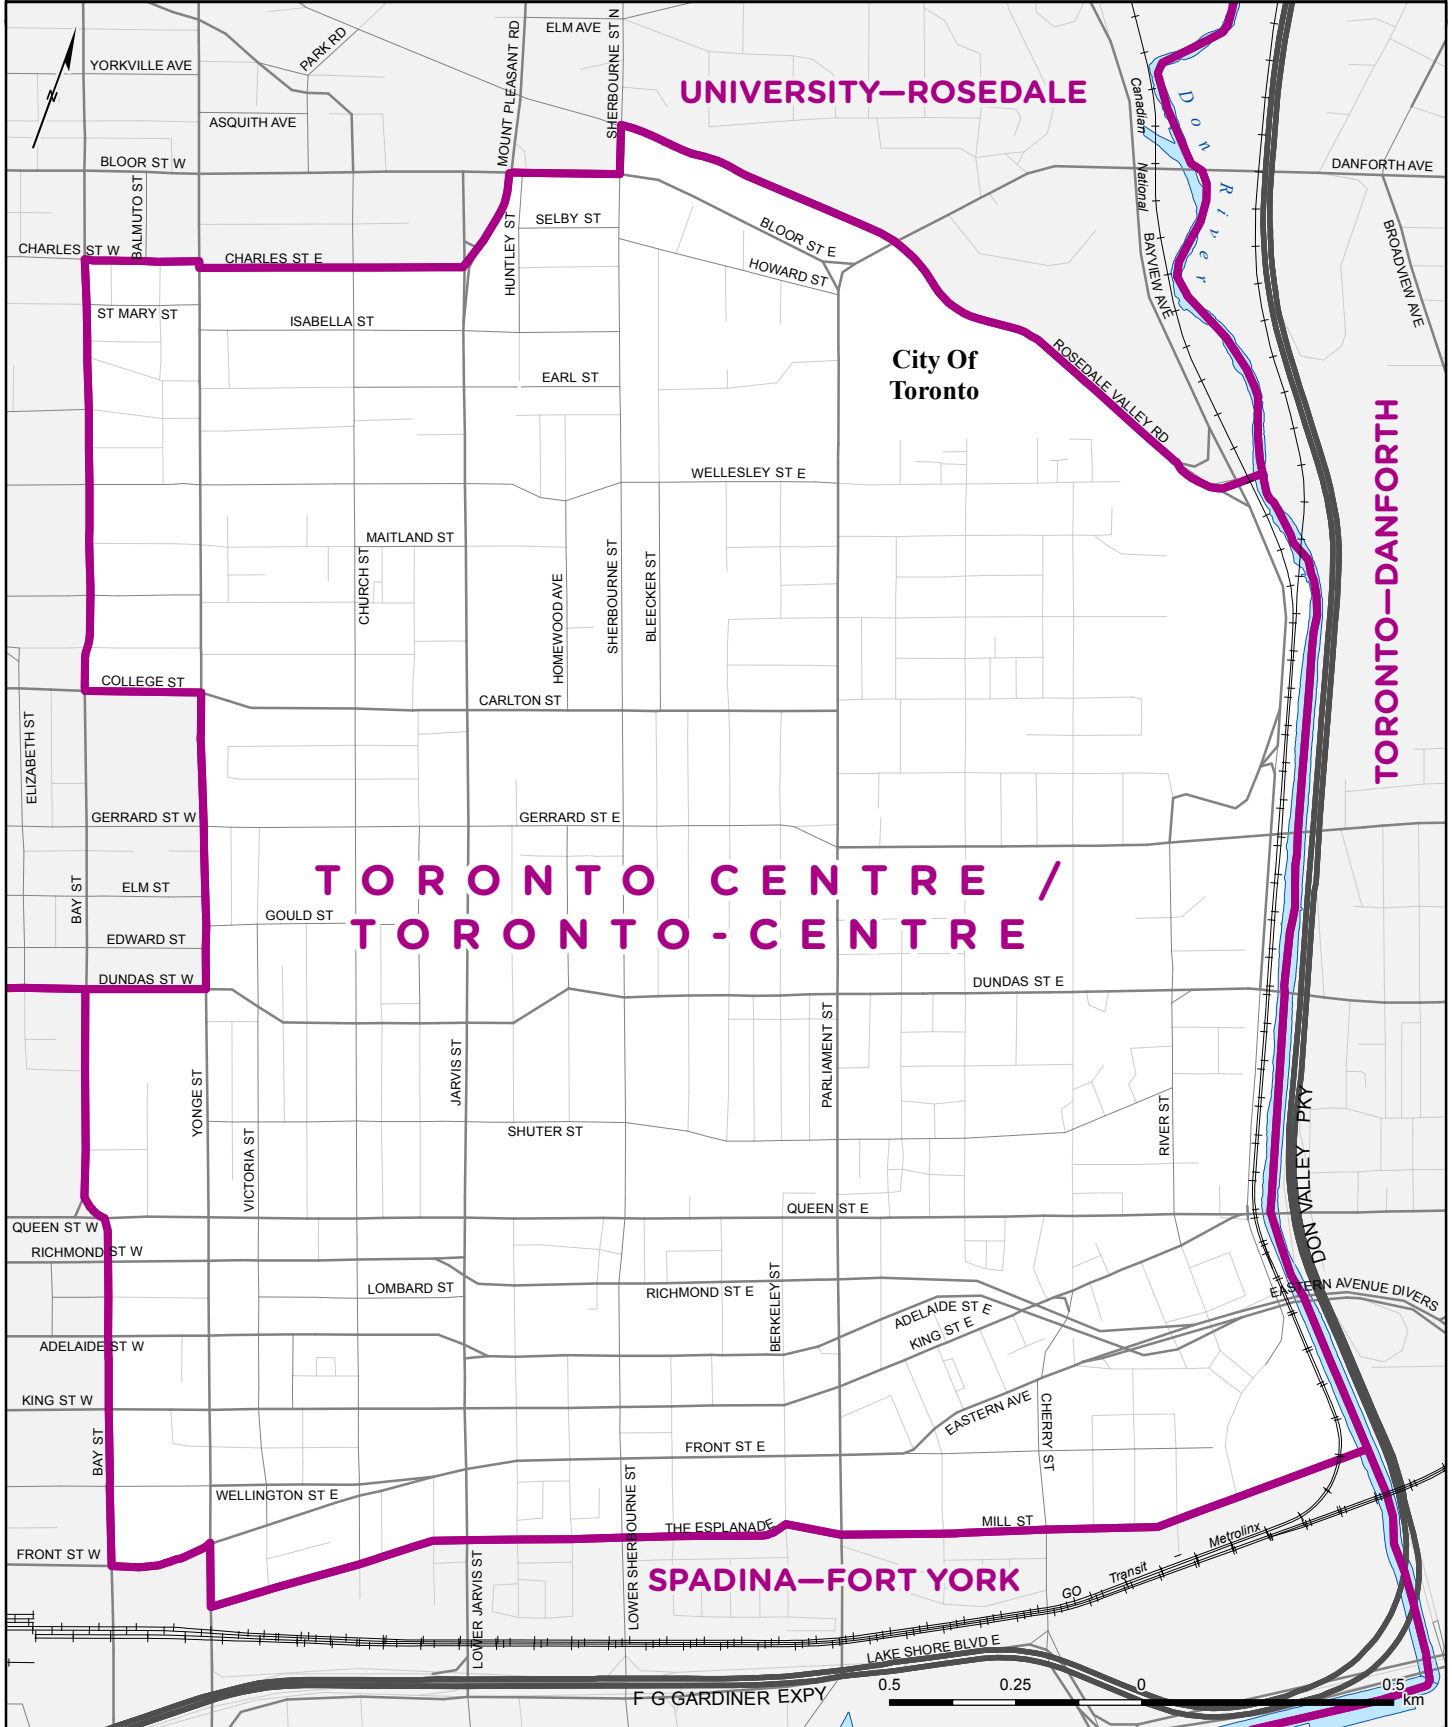 ELM AVE
SHERBOURNE ST N
MOUNT PLEASANT RD
PARK RD
YORKVILLE AVE
N
UNIVERSITY—ROSEDALE
Don River
Canadian National
ASQUITH AVE
BLOOR ST W
DANFORTH AVE
BALMUTO ST
SELBY ST
HUNTLEY ST
BLOOR ST E
HOWARD ST
BAYVIEW AVE
BROADVIEW AVE
CHARLES ST W
CHARLES ST E
ST MARY ST
ISABELLA ST
City Of
Toronto
ROSEDALE VALLEY RD
EARL ST
TORONTO—DANFORTH
WELLESLEY ST E
MAITLAND ST
CHURCH ST
HOMEWOOD AVE
SHERBOURNE ST
BLEECKER ST
COLLEGE ST
CARLTON ST
ELIZABETH ST
GERRARD ST W
GERRARD ST E
TORONTO CENTRE /
TORONTO-CENTRE
BAY ST
ELM ST
GOULD ST
EDWARD ST
DUNDAS ST W
DUNDAS ST E
PARLIAMENT ST
JARVIS ST
YONGE ST
VICTORIA ST
SHUTER ST
RIVER ST
DON VALLEY PKY
QUEEN ST W
QUEEN ST E
RICHMOND ST W
LOMBARD ST
RICHMOND ST E
BERKELEY ST
EASTERN AVENUE DIVERS
ADELAIDE ST E
KING ST E
ADELAIDE ST W
KING ST W
EASTERN AVE
CHERRY ST
BAY ST
FRONT ST E
WELLINGTON ST E
LOWER SHERBOURNE ST
THE ESPLANADE
MILL ST
FRONT ST W
SPADINA—FORT YORK
GO Transit – Metrolinx
LOWER JARVIS ST
LAKE SHORE BLVD E
F G GARDINER EXPY
0.5 0.25 0 0.5
km